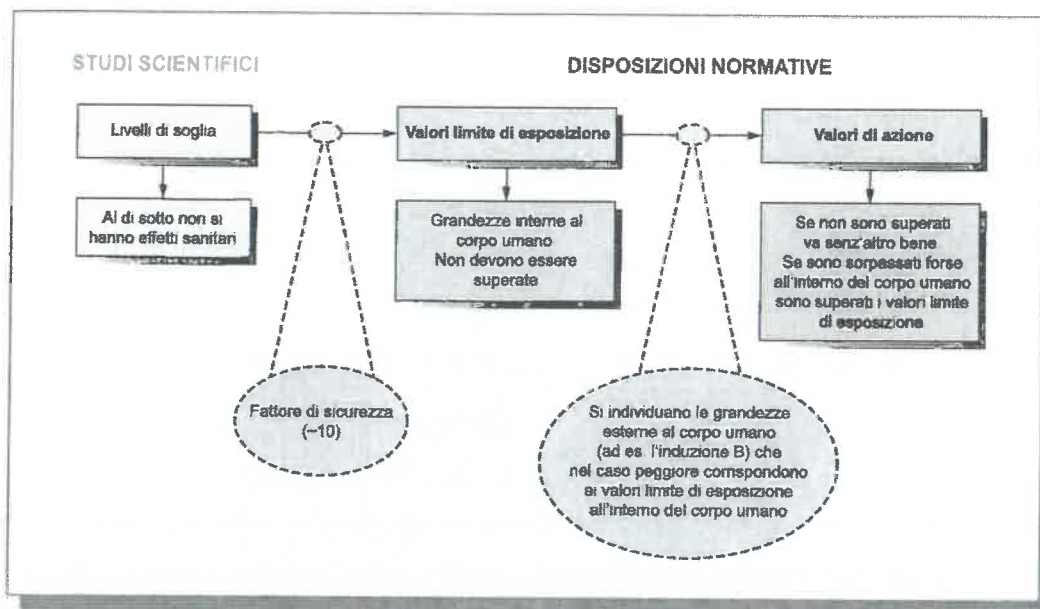 STUDI SCIENTIFICI
DISPOSIZIONI NORMATIVE
Livelli di soglia
Valori limite di esposizione
Valori di azione
Al di sotto non si
hanno effetti sanitari
Grandezze interne al
corpo umano
Non devono essere
superate
Se non sono superati
va senz'altro bene
Se sono sorpassati forse
all'interno del corpo umano
sono superati i valori limite
di esposizione
Fattore di sicurezza
(~10)
Si individuano le grandezze
esterne al corpo umano
(ad es. l'induzione B) che
nel caso peggiore corrispondono
ai valori limite di esposizione
all'interno del corpo umano